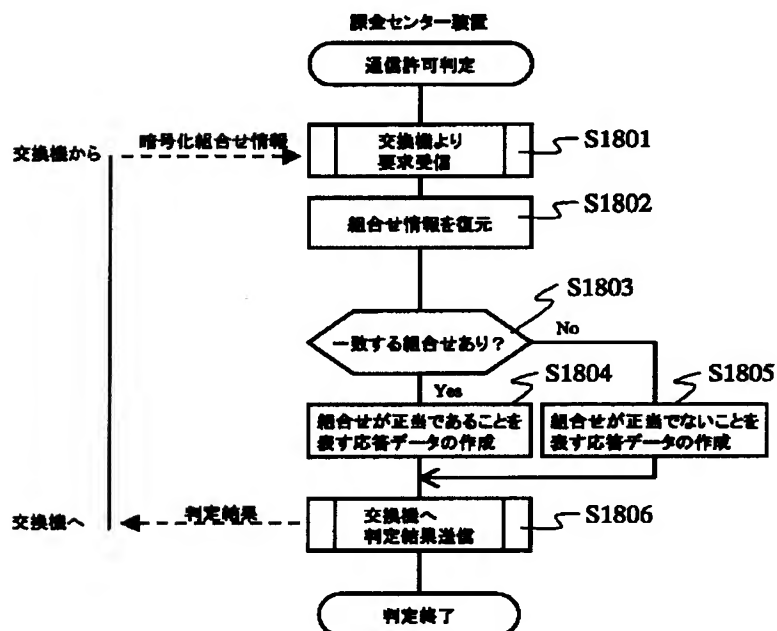 課金センター装置
通信許可判定
交換機から
暗号化組合せ情報
交換機より
要求受信
S1801
組合せ情報を復元
S1802
一致する組合せあり?
S1803
No
Yes
S1804
組合せが正当であることを
表す応答データの作成
S1805
組合せが正当でないことを
表す応答データの作成
交換機へ
判定結果
交換機へ
判定結果送信
S1806
判定終了